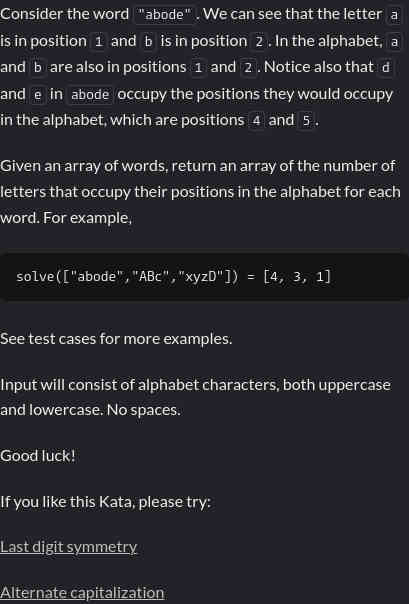 Consider the word "abode". We can see that the letter a
is in position 1 and b is in position 2. In the alphabet, a
and b are also in positions 1 and 2. Notice also that d
and e in abode occupy the positions they would occupy
in the alphabet, which are positions 4 and 5.
Given an array of words, return an array of the number of
letters that occupy their positions in the alphabet for each
word. For example,
solve(["abode","ABc","xyzD"]) = [4, 3, 1]
See test cases for more examples.
Input will consist of alphabet characters, both uppercase
and lowercase. No spaces.
Good luck!
If you like this Kata, please try:
Last digit symmetry
Alternate capitalization